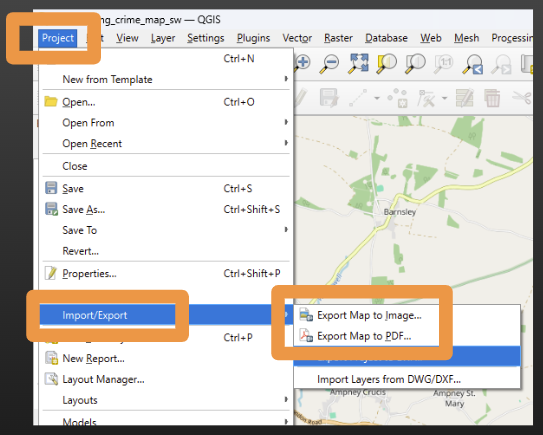 ng_crime_map_sw — QGIS
Project View Layer Settings Plugins Vector Raster Database Web Mesh Processing
Ctrl+N
New from Template
Open... Ctrl+O
Open From
Open Recent
Close
Save Ctrl+S
Save As... Ctrl+Shift+S
Save To
Revert...
Properties... Ctrl+Shift+P
Import/Export
Export Map to Image...
Export Map to PDF...
Ctrl+P
New Report...
Import Layers from DWG/DXF...
Layout Manager...
Layouts
Models
1:1
Barnsley
Ampney Crucis
Ampney St.
Mary